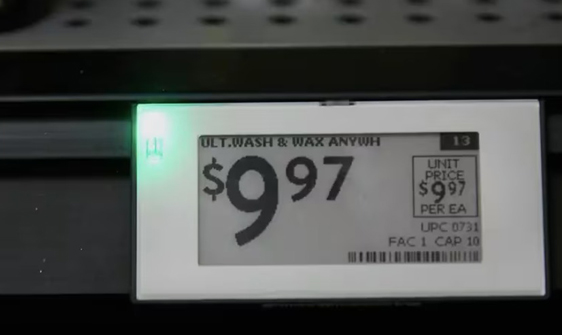 ULT.WASH & WAX ANYWH 13
$997
UNIT
PRICE
$997
PER EA
UPC 0731
FAC 1 CAP 10